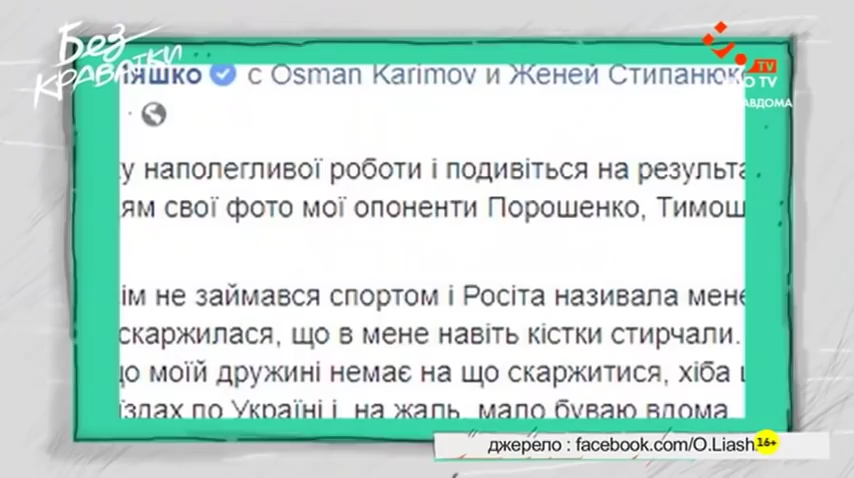 Без
КРАВАТКИ
TV
O TV
АВДОМА
ляшко с Osman Karimov и Женей Стипанюк
у наполегливої роботи і подивіться на результа
ям свої фото мої опоненти Порошенко, Тимош
ім не займався спортом і Росіта називала мене
скаржилася, що в мене навіть кістки стирчали.
що моїй дружині немає на що скаржитися, хіба
їздах по Україні і, на жаль, мало буваю вдома.
джерело : facebook.com/O.Liash
16+